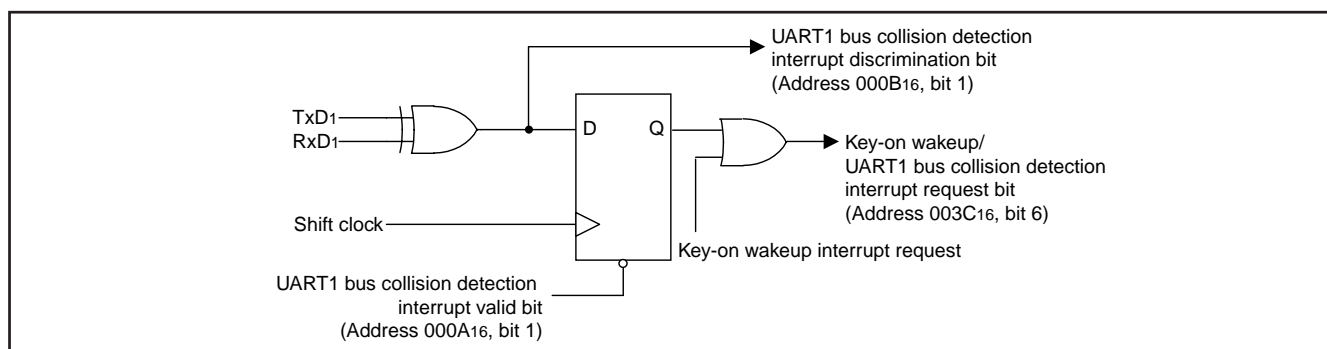 UART1 bus collision detection
interrupt discrimination bit
(Address 000B16, bit 1)
TxD1
RxD1
D
Q
Key-on wakeup/
UART1 bus collision detection
interrupt request bit
(Address 003C16, bit 6)
Shift clock
Key-on wakeup interrupt request
UART1 bus collision detection
interrupt valid bit
(Address 000A16, bit 1)